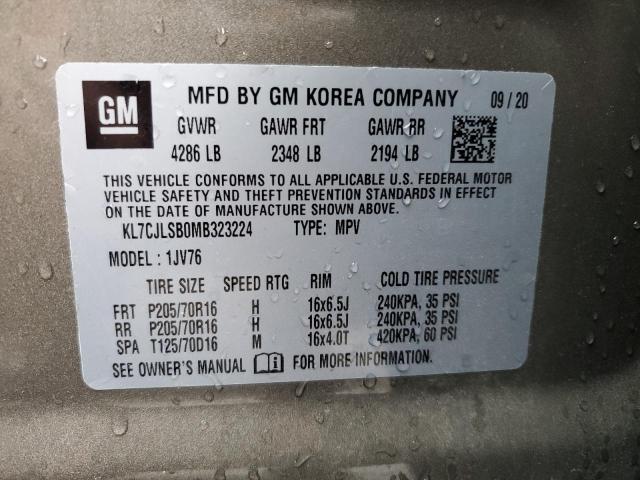 GM
MFD BY GM KOREA COMPANY 09 / 20
GVWR GAWR FRT GAWR RR
4286 LB 2348 LB 2194 LB
THIS VEHICLE CONFORMS TO ALL APPLICABLE U.S. FEDERAL MOTOR
VEHICLE SAFETY AND THEFT PREVENTION STANDARDS IN EFFECT
ON THE DATE OF MANUFACTURE SHOWN ABOVE.
KL7CJLSB0MB323224 TYPE: MPV
MODEL : 1JV76
TIRE SIZE SPEED RTG RIM COLD TIRE PRESSURE
FRT P205/70R16 H 16x6.5J 240KPA, 35 PSI
RR P205/70R16 H 16x6.5J 240KPA, 35 PSI
SPA T125/70D16 M 16x4.0T 420KPA, 60 PSI
SEE OWNER'S MANUAL FOR MORE INFORMATION.